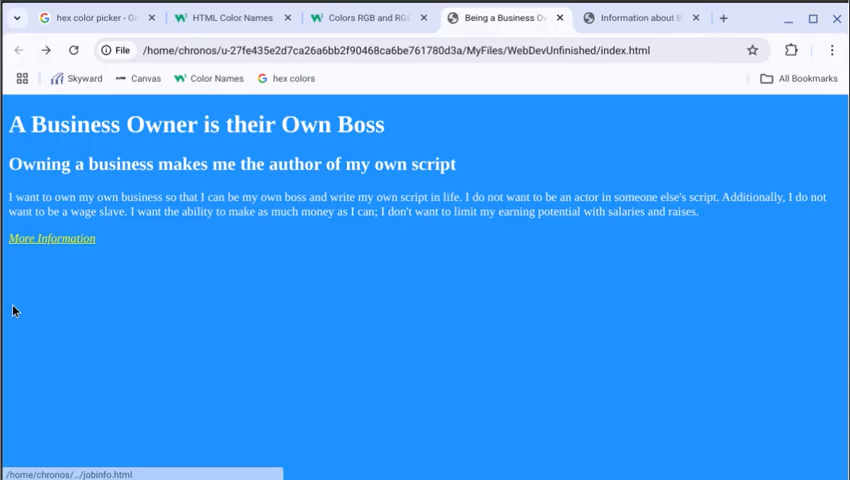 hex color picker - Go
HTML Color Names
Colors RGB and RGB
Being a Business O
Information about B
File
/home/chronos/u-27fe435e2d7ca26a6bb2f90468ca6be761780d3a/MyFiles/WebDevUnfinished/index.html
Skyward
Canvas
Color Names
hex colors
All Bookmarks
A Business Owner is their Own Boss
Owning a business makes me the author of my own script
I want to own my own business so that I can be my own boss and write my own script in life. I do not want to be an actor in someone else's script. Additionally, I do not
want to be a wage slave. I want the ability to make as much money as I can; I don't want to limit my earning potential with salaries and raises.
More Information
/home/chronos/.../jobinfo.html